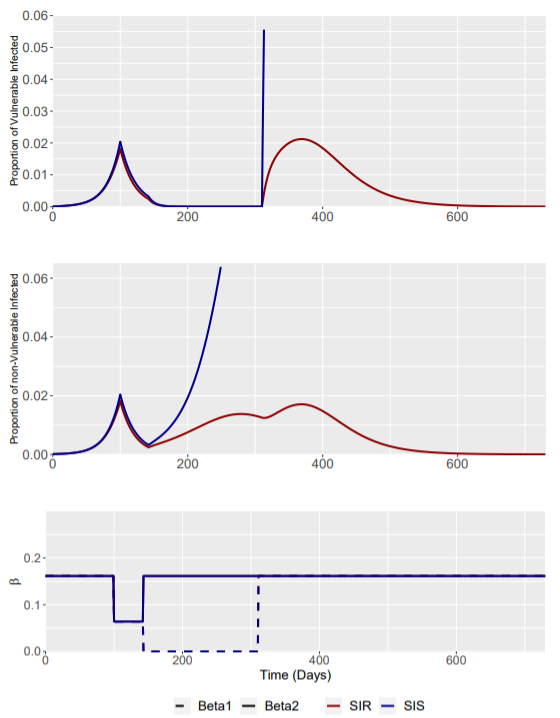 0.06
0.05
0.04
0.03
0.02
0.01
0.00
Proportion of Vulnerable Infected
0 200 400 600
0.06
0.04
0.02
0.00
Proportion of non-Vulnerable Infected
0 200 400 600
0.2
0.1
0.0
β
0 200 400 600
Time (Days)
Beta1 Beta2 SIR SIS